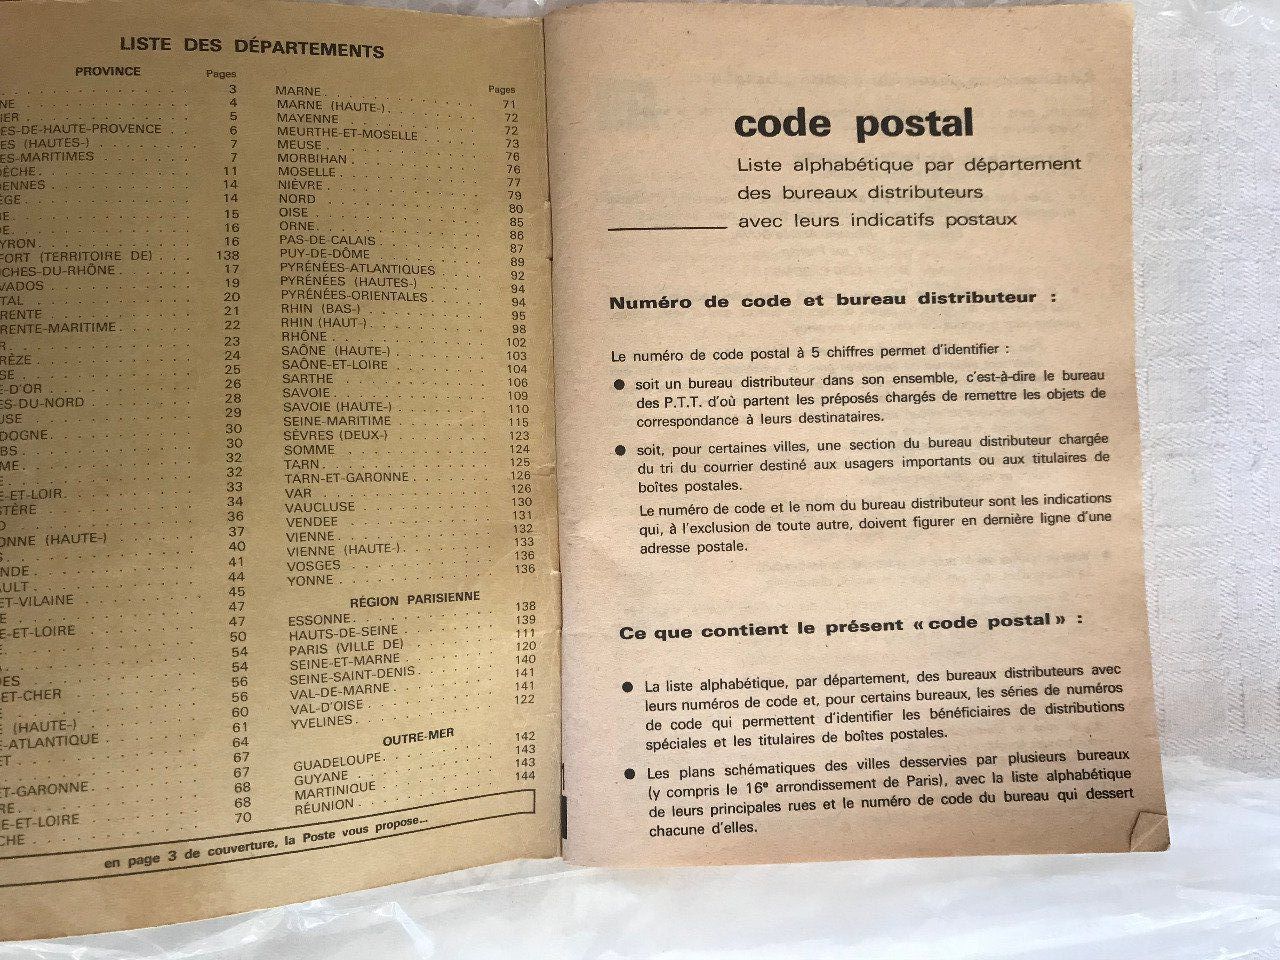 LISTE DES DÉPARTEMENTS
PROVINCE Pages
3
NE 4
IER 5
ES-DE-HAUTE-PROVENCE 6
ES (HAUTES-) 7
ES-MARITIMES 7
DÈCHE 11
DENNES 14
ÈGE 14
BE 15
DE 16
YRON 16
FORT (TERRITOIRE DE) 138
UCHES-DU-RHÔNE 17
VADOS 19
TAL 20
RENTE 21
RENTE-MARITIME 22
R 23
RÈZE 24
SE 25
E-D'OR 26
ES-DU-NORD 28
USE 29
DOGNE 30
BS 30
ME 32
E 32
E-ET-LOIR 33
STÈRE 34
D 36
ONNE (HAUTE-) 37
S 40
NDE 41
AULT 44
ET-VILAINE 45
E 47
E-ET-LOIRE 47
E 50
A 54
DES 54
ET-CHER 56
E 56
E (HAUTE-) 60
E-ATLANTIQUE 61
ET 64
67
ET-GARONNE 67
RE 68
E-ET-LOIRE 68
CHE 70
Pages
MARNE 71
MARNE (HAUTE-) 72
MAYENNE 72
MEURTHE-ET-MOSELLE 73
MEUSE 76
MORBIHAN 76
MOSELLE 77
NIÈVRE 79
NORD 80
OISE 85
ORNE 86
PAS-DE-CALAIS 87
PUY-DE-DÔME 89
PYRÉNÉES-ATLANTIQUES 92
PYRÉNÉES (HAUTES-) 94
PYRÉNÉES-ORIENTALES 94
RHIN (BAS-) 95
RHIN (HAUT-) 98
RHÔNE 102
SAÔNE (HAUTE-) 103
SAÔNE-ET-LOIRE 104
SARTHE 106
SAVOIE 109
SAVOIE (HAUTE-) 110
SEINE-MARITIME 115
SÈVRES (DEUX-) 123
SOMME 124
TARN 125
TARN-ET-GARONNE 126
VAR 126
VAUCLUSE 130
VENDEE 131
VIENNE 132
VIENNE (HAUTE-) 133
VOSGES 136
YONNE 136
RÉGION PARISIENNE
ESSONNE 138
HAUTS-DE-SEINE 139
PARIS (VILLE DE) 111
SEINE-ET-MARNE 120
SEINE-SAINT-DENIS 140
VAL-DE-MARNE 141
VAL-D'OISE 141
YVELINES 122
OUTRE-MER
GUADELOUPE 142
GUYANE 143
MARTINIQUE 143
RÉUNION 144
en page 3 de couverture, la Poste vous propose...
code postal
Liste alphabétique par département
des bureaux distributeurs
avec leurs indicatifs postaux
Numéro de code et bureau distributeur :
Le numéro de code postal à 5 chiffres permet d'identifier :
● soit un bureau distributeur dans son ensemble, c'est-à-dire le bureau
des P.T.T. d'où partent les préposés chargés de remettre les objets de
correspondance à leurs destinataires.
● soit, pour certaines villes, une section du bureau distributeur chargée
du tri du courrier destiné aux usagers importants ou aux titulaires de
boîtes postales.
Le numéro de code et le nom du bureau distributeur sont les indications
qui, à l'exclusion de toute autre, doivent figurer en dernière ligne d'une
adresse postale.
Ce que contient le présent « code postal » :
● La liste alphabétique, par département, des bureaux distributeurs avec
leurs numéros de code et, pour certains bureaux, les séries de numéros
de code qui permettent d'identifier les bénéficiaires de distributions
spéciales et les titulaires de boîtes postales.
● Les plans schématiques des villes desservies par plusieurs bureaux
(y compris le 16e arrondissement de Paris), avec la liste alphabétique
de leurs principales rues et le numéro de code du bureau qui dessert
chacune d'elles.